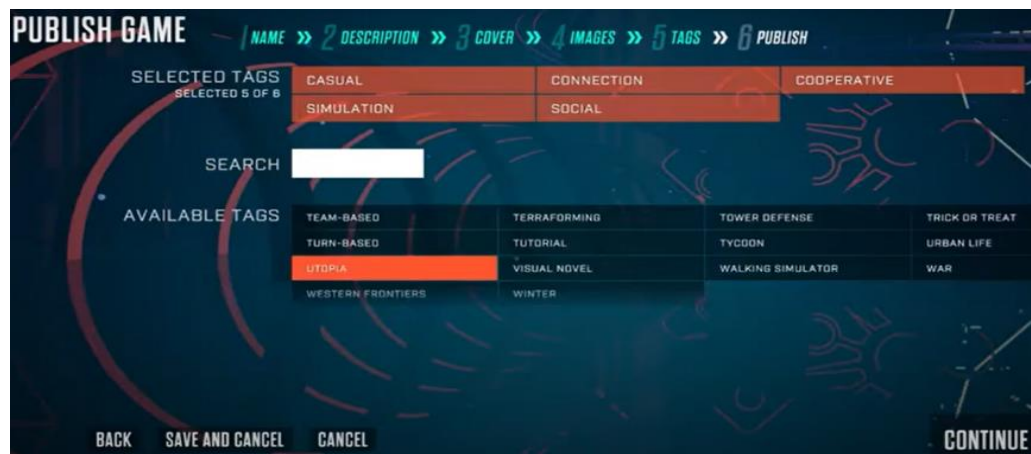 PUBLISH GAME
1 NAME » 2 DESCRIPTION » 3 COVER » 4 IMAGES » 5 TAGS » 6 PUBLISH
SELECTED TAGS
SELECTED 5 OF 6
CASUAL CONNECTION COOPERATIVE
SIMULATION SOCIAL
SEARCH
AVAILABLE TAGS
TEAM-BASED TERRAFORMING TOWER DEFENSE TRICK OR TREAT
TURN-BASED TUTORIAL TYCOON URBAN LIFE
UTOPIA VISUAL NOVEL WALKING SIMULATOR WAR
WESTERN FRONTIERS WINTER
BACK SAVE AND CANCEL CANCEL CONTINUE